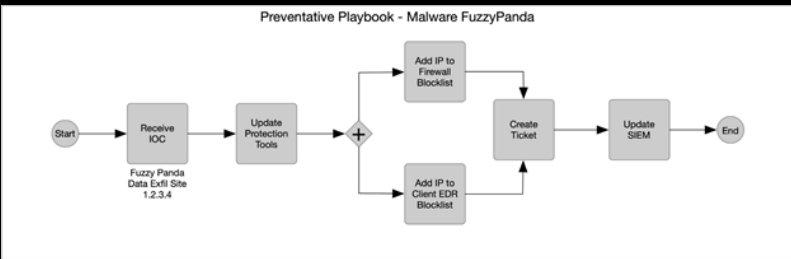 Preventative Playbook - Malware FuzzyPanda
Start
Receive
IOC
Fuzzy Panda
Data Exfil Site
1.2.3.4
Update
Protection
Tools
Add IP to
Firewall
Blocklist
Add IP to
Client EDR
Blocklist
Create
Ticket
Update
SIEM
End